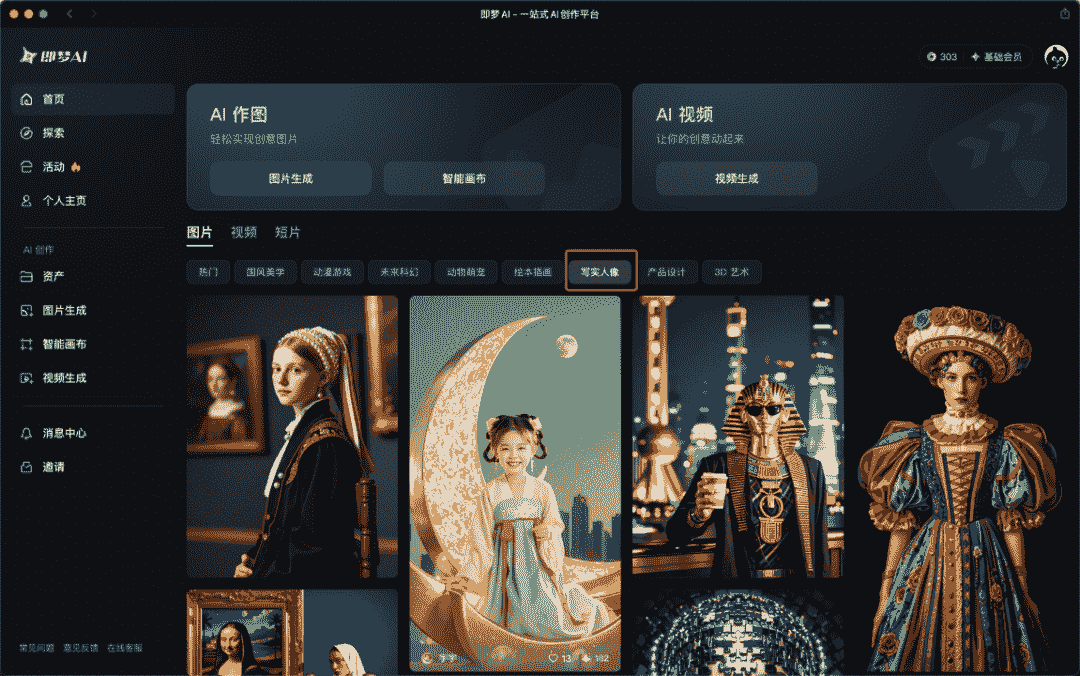 即梦 AI - 一站式 AI 创作平台
即梦AI
303
基础会员
首页
探索
活动
个人主页
AI 创作
资产
图片生成
智能画布
视频生成
消息中心
邀请
常见问题
意见反馈
在线客服
AI 作图
轻松实现创意图片
图片生成
智能画布
AI 视频
让你的创意动起来
视频生成
图片
视频
短片
热门
国风美学
动漫游戏
未来科幻
动物萌宠
绘本插画
写实人像
产品设计
3D 艺术
13